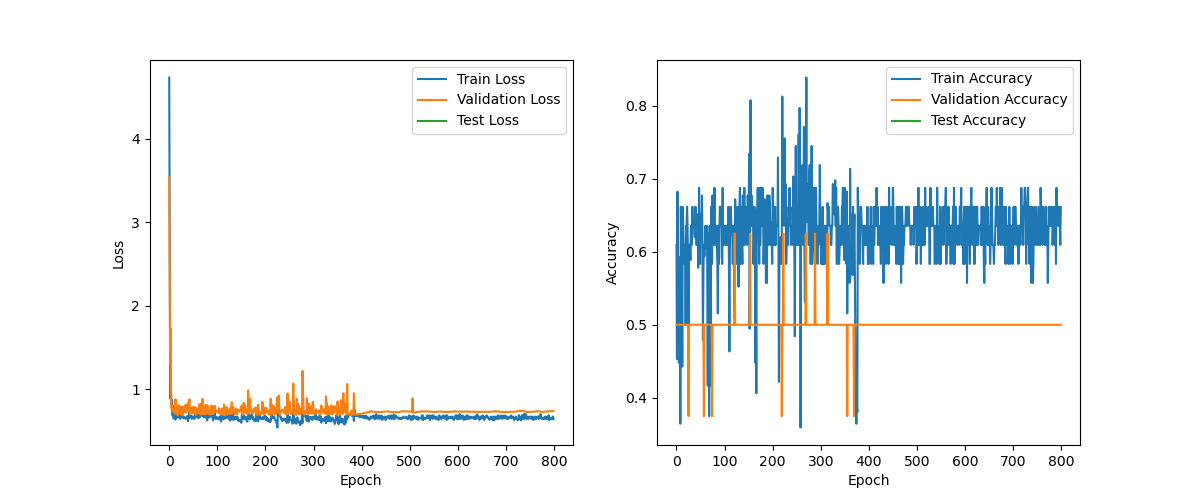 Train Loss
Validation Loss
Test Loss
Loss
4
3
2
1
0 100 200 300 400 500 600 700 800
Epoch
Train Accuracy
Validation Accuracy
Test Accuracy
Accuracy
0.8
0.7
0.6
0.5
0.4
0 100 200 300 400 500 600 700 800
Epoch